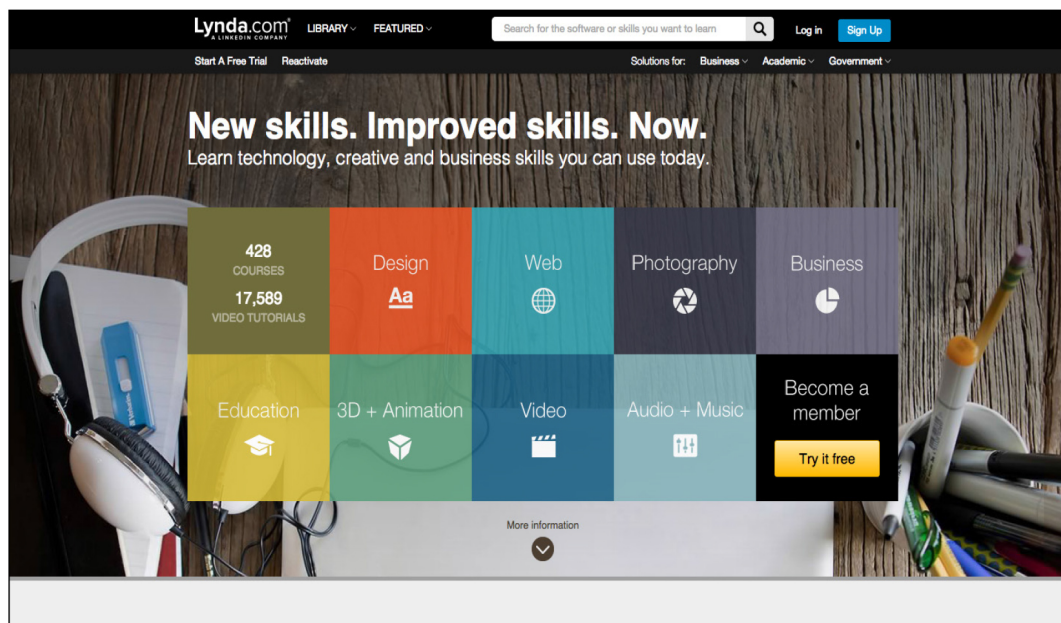 Lynda.com
A LINKEDIN COMPANY
LIBRARY
FEATURED
Search for the software or skills you want to learn
Log in
Sign Up
Start A Free Trial
Reactivate
Solutions for:
Business
Academic
Government
New skills. Improved skills. Now.
Learn technology, creative and business skills you can use today.
428
COURSES
17,589
VIDEO TUTORIALS
Design
Aa
Web
Photography
Business
Education
3D + Animation
Video
Audio + Music
Become a
member
Try it free
More information